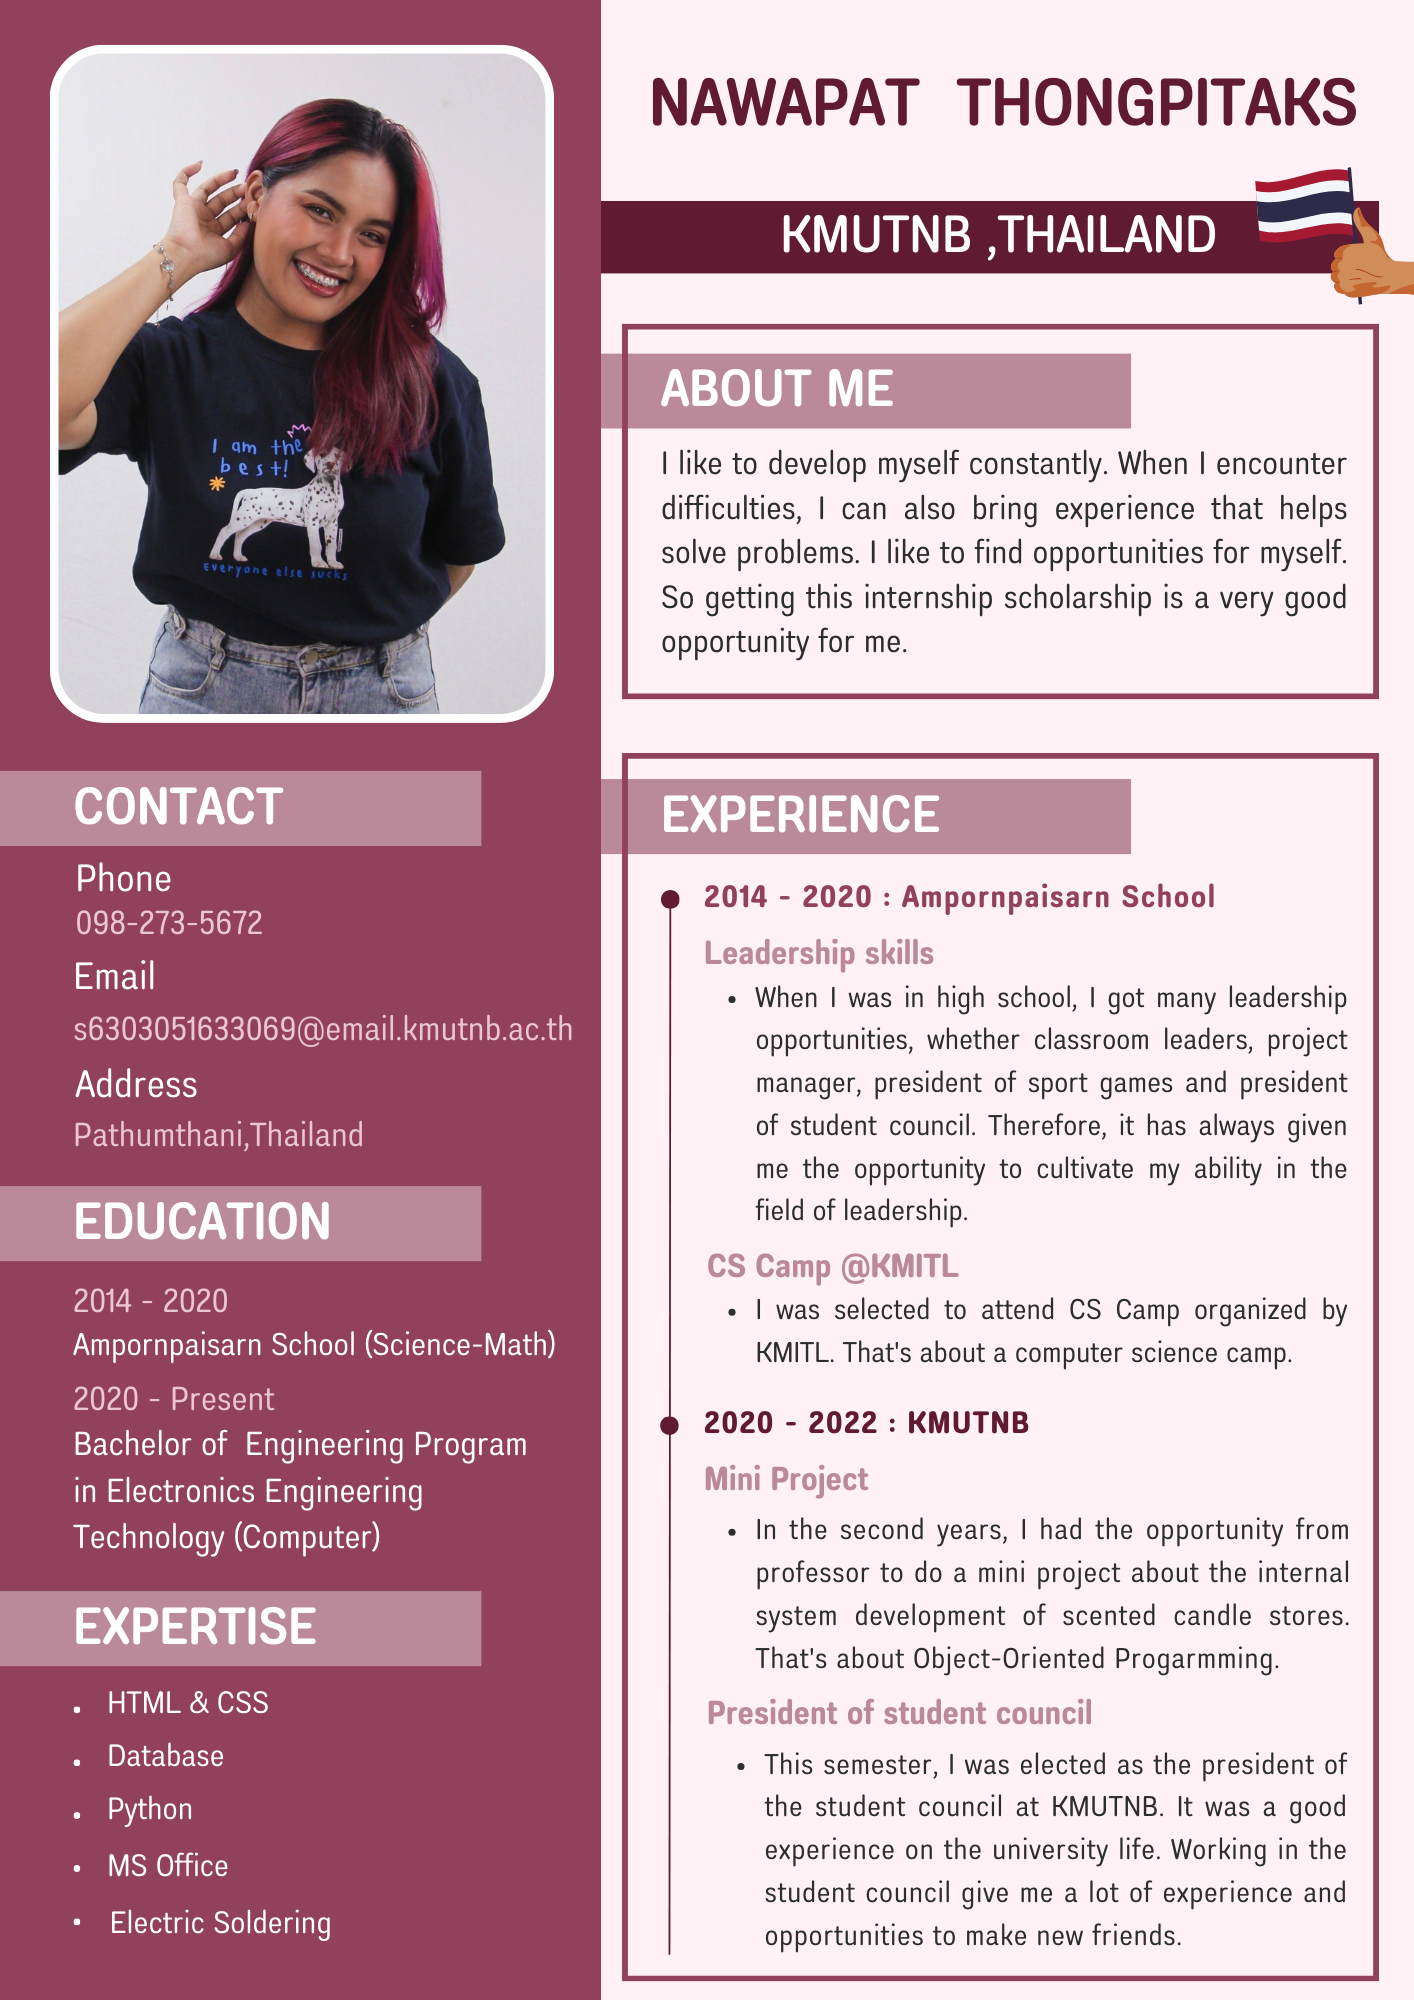 NAWAPAT THONGPITAKS
KMUTNB ,THAILAND
I am the
best!
Everyone else sucks
CONTACT
Phone
098-273-5672
Email
s6303051633069@email.kmutnb.ac.th
Address
Pathumthani,Thailand
EDUCATION
2014 - 2020
Ampornpaisarn School (Science-Math)
2020 - Present
Bachelor of Engineering Program
in Electronics Engineering
Technology (Computer)
EXPERTISE
• HTML & CSS
• Database
• Python
• MS Office
• Electric Soldering
ABOUT ME
I like to develop myself constantly. When I encounter
difficulties, I can also bring experience that helps
solve problems. I like to find opportunities for myself.
So getting this internship scholarship is a very good
opportunity for me.
EXPERIENCE
2014 - 2020 : Ampornpaisarn School
Leadership skills
• When I was in high school, I got many leadership
opportunities, whether classroom leaders, project
manager, president of sport games and president
of student council. Therefore, it has always given
me the opportunity to cultivate my ability in the
field of leadership.
CS Camp @KMITL
• I was selected to attend CS Camp organized by
KMITL. That's about a computer science camp.
2020 - 2022 : KMUTNB
Mini Project
• In the second years, I had the opportunity from
professor to do a mini project about the internal
system development of scented candle stores.
That's about Object-Oriented Progarmming.
President of student council
• This semester, I was elected as the president of
the student council at KMUTNB. It was a good
experience on the university life. Working in the
student council give me a lot of experience and
opportunities to make new friends.